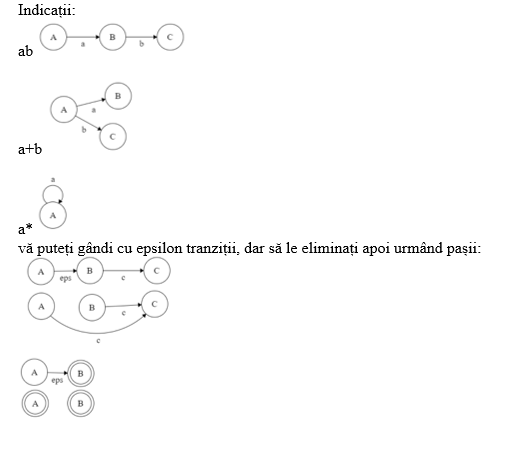 Indicații:
ab A a B b C
a+b A a B b C
a* a A
vă puteți gândi cu epsilon tranziții, dar să le eliminați apoi urmând pașii:
A eps B c C
A B c C
c
A eps B
A B